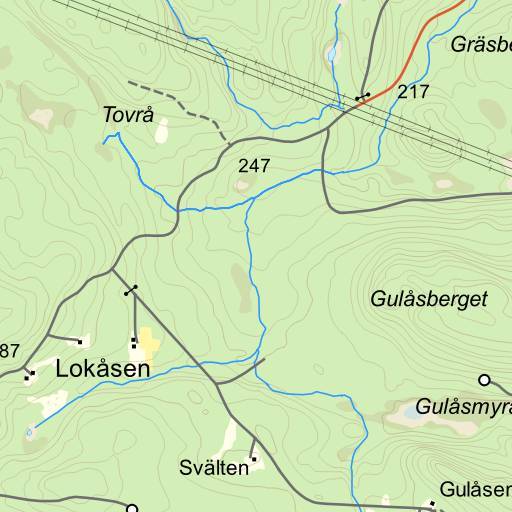 Gräsbe
217
Tovrå
247
Gulåsberget
87
Lokåsen
Gulåsmyra
Svälten
Gulåsen